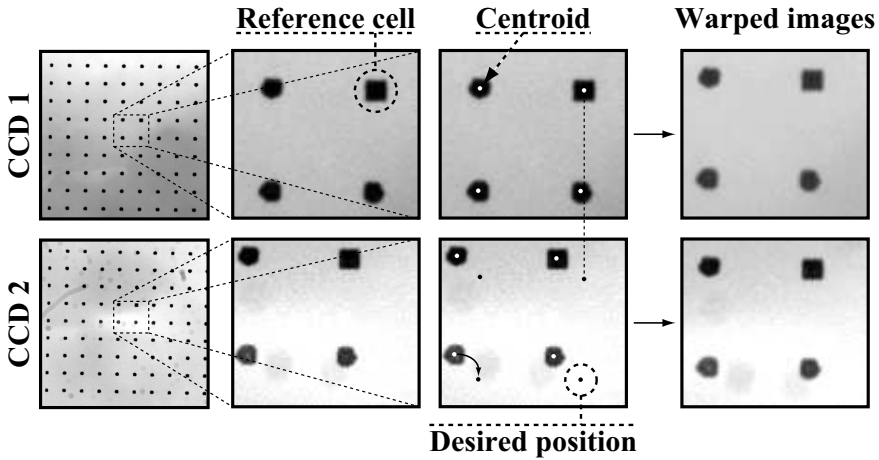 Reference cell
Centroid
Warped images
CCD 1
CCD 2
Desired position